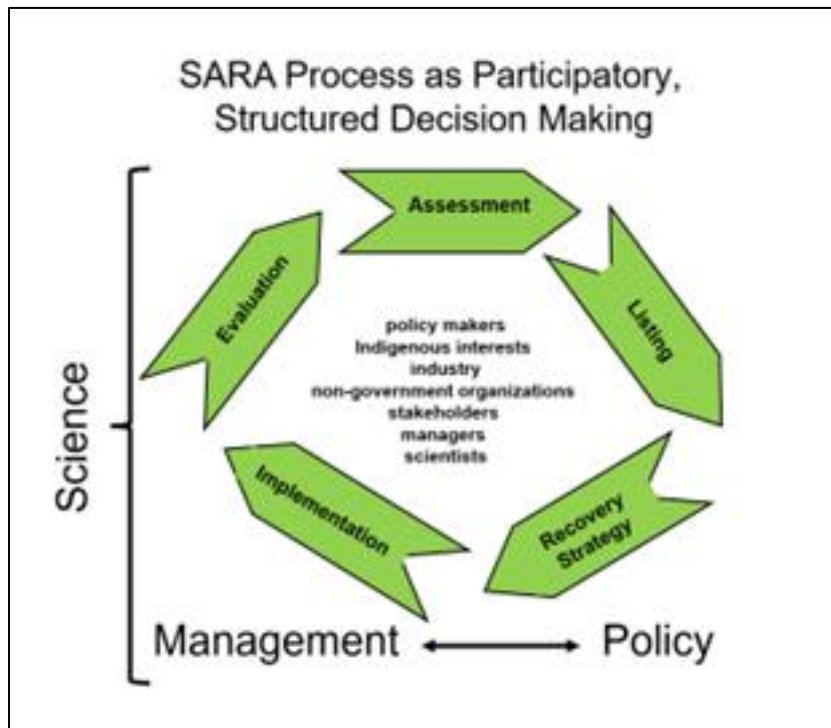 SARA Process as Participatory,
Structured Decision Making
Assessment
Listing
Recovery
Strategy
Implementation
Evaluation
policy makers
Indigenous interests
industry
non-government organizations
stakeholders
managers
scientists
Science
Management
Policy